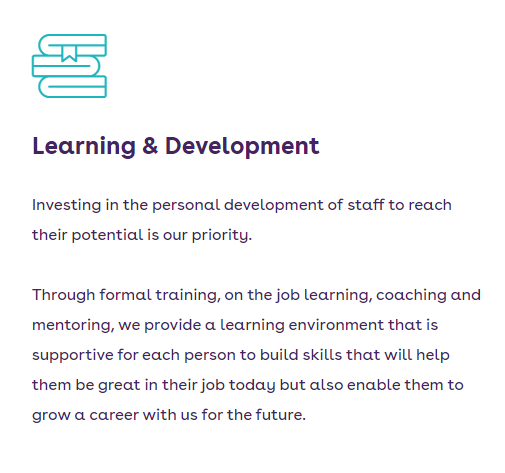 Learning & Development
Investing in the personal development of staff to reach
their potential is our priority.
Through formal training, on the job learning, coaching and
mentoring, we provide a learning environment that is
supportive for each person to build skills that will help
them be great in their job today but also enable them to
grow a career with us for the future.